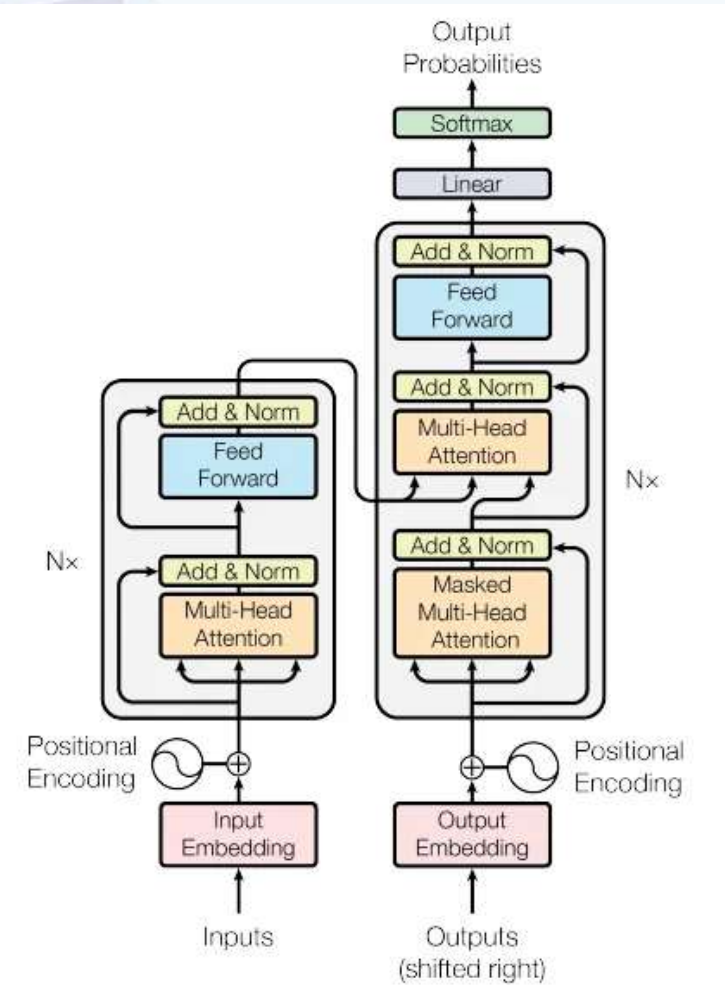 Output
Probabilities
Softmax
Linear
Add & Norm
Feed
Forward
Add & Norm
Multi-Head
Attention
Add & Norm
Masked
Multi-Head
Attention
Nx
Positional
Encoding
Output
Embedding
Outputs
(shifted right)
Add & Norm
Feed
Forward
Add & Norm
Multi-Head
Attention
Nx
Positional
Encoding
Input
Embedding
Inputs